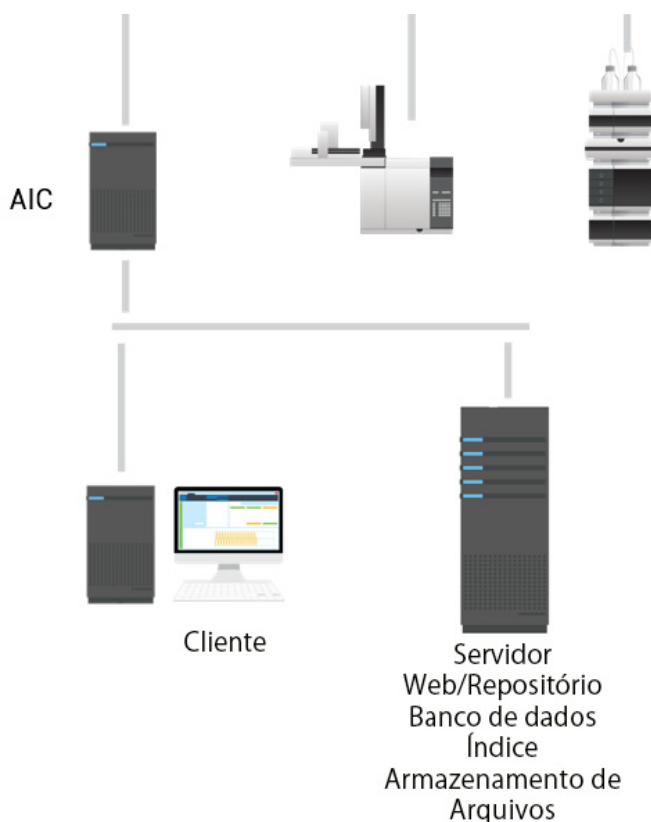 AIC
Cliente
Servidor
Web/Repositório
Banco de dados
Índice
Armazenamento de
Arquivos